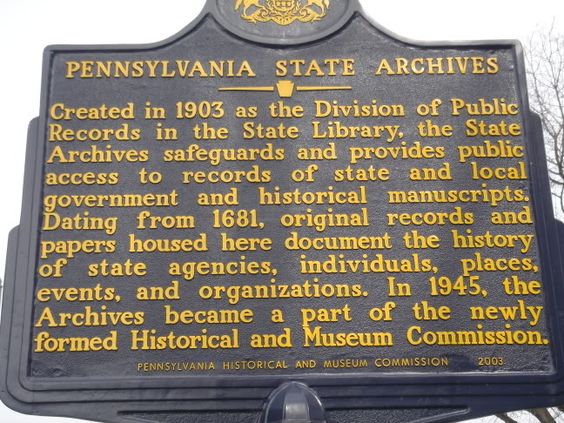 PENNSYLVANIA STATE ARCHIVES
Created in 1903 as the Division of Public
Records in the State Library, the State
Archives safeguards and provides public
access to records of state and local
government and historical manuscripts.
Dating from 1681, original records and
papers housed here document the history
of state agencies, individuals, places,
events, and organizations. In 1945, the
Archives became a part of the newly
formed Historical and Museum Commission.
PENNSYLVANIA HISTORICAL AND MUSEUM COMMISSION 2003